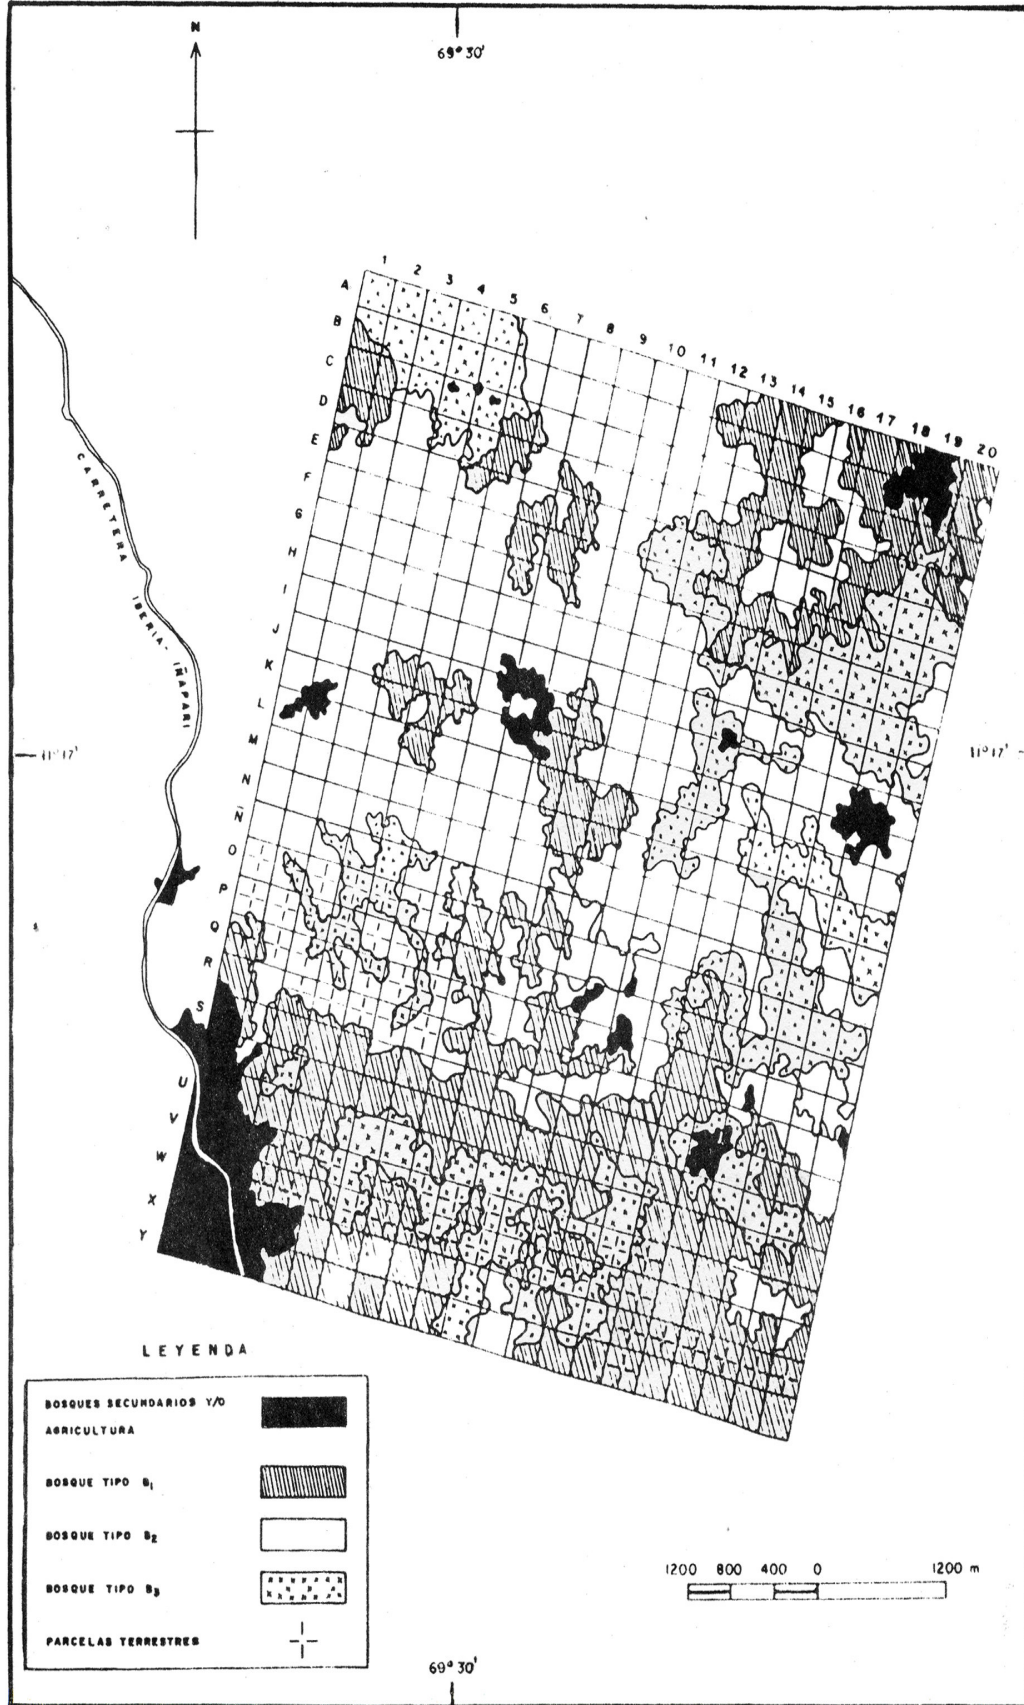 N
69° 30'
1 2 3 4 5 6 7 8 9 10 11 12 13 14 15 16 17 18 19 20
A
B
C
D
E
F
G
H
I
J
K
L
M
N
Ñ
O
P
Q
R
S
U
V
W
X
Y
CARRETERA
IBERIA - IÑAPARI
11° 17'
11° 17'
LEYENDA
BOSQUES SECUNDARIOS Y/O
AGRICULTURA
BOSQUE TIPO B1
BOSQUE TIPO B2
BOSQUE TIPO B3
PARCELAS TERRESTRES
1200 800 400 0 1200 m
69° 30'